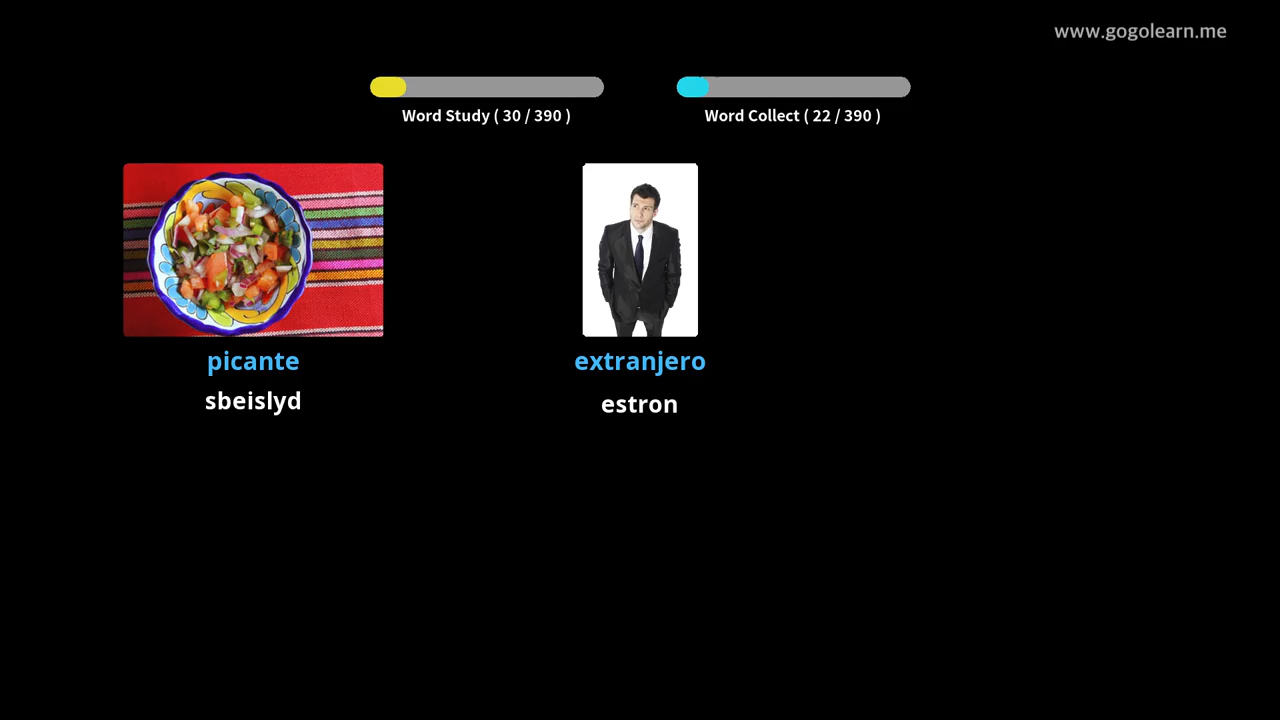 www.gogolearn.me
Word Study ( 30 / 390 )
Word Collect ( 22 / 390 )
picante
extranjero
sbeislyd
estron